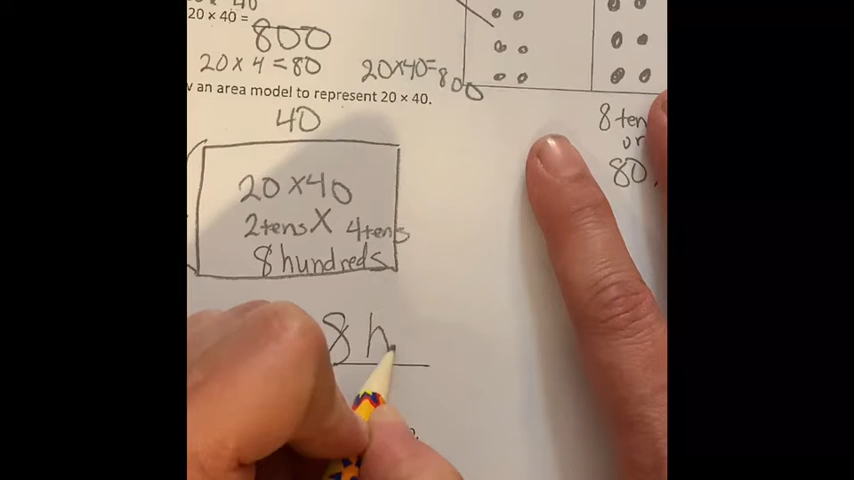 40
20 × 40 =
800
20 x 4 = 80
20x40=800
an area model to represent 20 × 40.
40
20 x 40
2tens X 4tens
8 hundreds
8 ten
or
80.
8 h